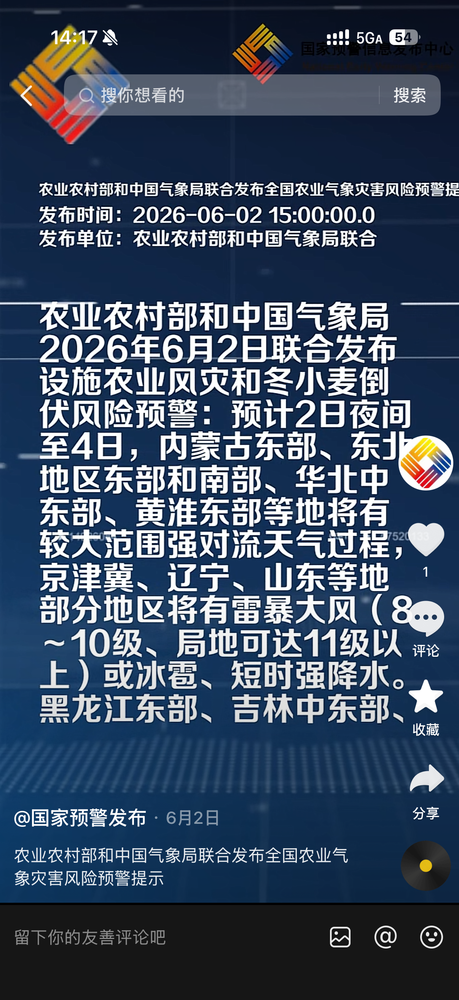 14:17
5GA
54
国家预警信息发布中心
搜你想看的
搜索
农业农村部和中国气象局联合发布全国农业气象灾害风险预警提
发布时间：2026-06-02 15:00:00.0
发布单位：农业农村部和中国气象局联合
农业农村部和中国气象局
2026年6月2日联合发布
设施农业风灾和冬小麦倒
伏风险预警：预计2日夜间
至4日，内蒙古东部、东北
地区东部和南部、华北中
东部、黄淮东部等地将有
较大范围强对流天气过程，
京津冀、辽宁、山东等地
部分地区将有雷暴大风（8
~10级、局地可达11级以
上）或冰雹、短时强降水。
黑龙江东部、吉林中东部、
1
评论
收藏
分享
@国家预警发布 · 6月2日
农业农村部和中国气象局联合发布全国农业气
象灾害风险预警提示
留下你的友善评论吧